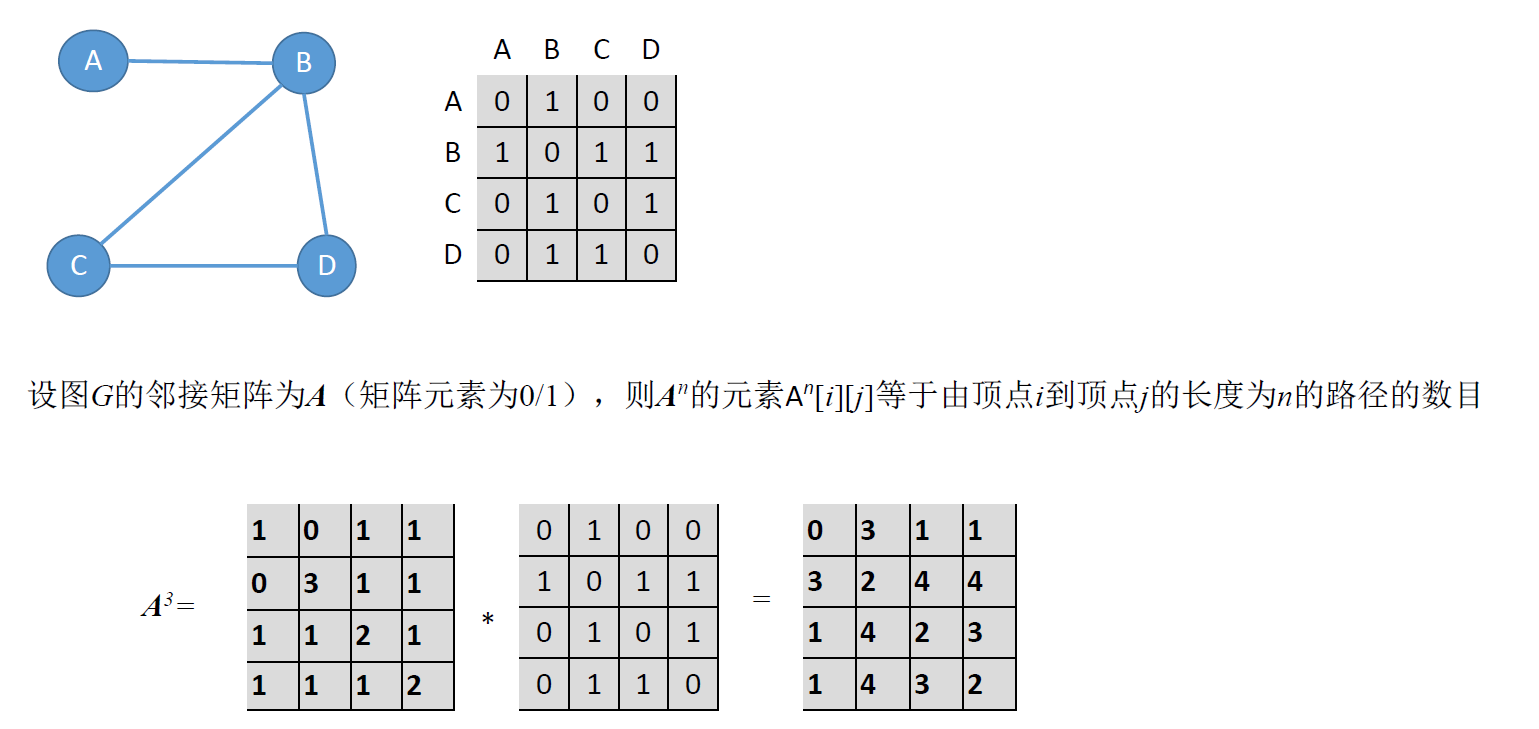 A B
C D
A B C D
A 0 1 0 0
B 1 0 1 1
C 0 1 0 1
D 0 1 1 0
设图G的邻接矩阵为A（矩阵元素为0/1），则Aⁿ的元素Aⁿ[i][j]等于由顶点i到顶点j的长度为n的路径的数目
1 0 1 1 0 1 0 0 0 3 1 1
0 3 1 1 1 0 1 1 3 2 4 4
A³= * =
1 1 2 1 0 1 0 1 1 4 2 3
1 1 1 2 0 1 1 0 1 4 3 2